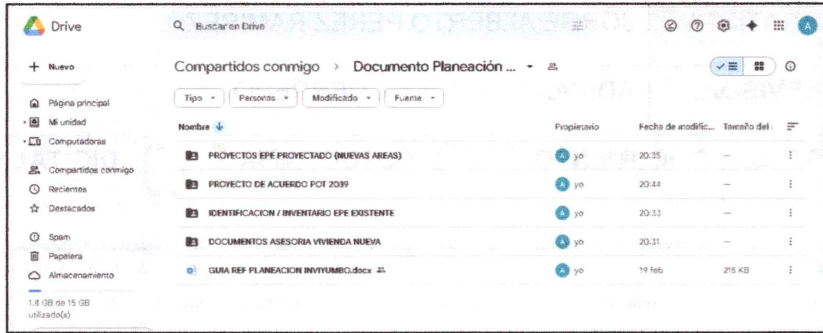 Drive
Buscar en Drive
A
Nuevo
Compartidos conmigo > Documento Planeación ...
Tipo
Personas
Modificado
Fuente
Página principal
Mi unidad
Computadoras
Compartidos conmigo
Recientes
Destacados
Spam
Papelera
Almacenamiento
1.8 GB de 15 GB
utilizado(s)
Nombre Propietario Fecha de modific... Tamaño del
PROYECTOS EPE PROYECTADO (NUEVAS AREAS) A yo 20:35 —
PROYECTO DE ACUERDO POT 2039 A yo 20:44 —
IDENTIFICACION / INVENTARIO EPE EXISTENTE A yo 20:33 —
DOCUMENTOS ASESORIA VIVIENDA NUEVA A yo 20:31 —
GUIA REF PLANEACION INVIYUMBO.docx A yo 19 feb 215 KB